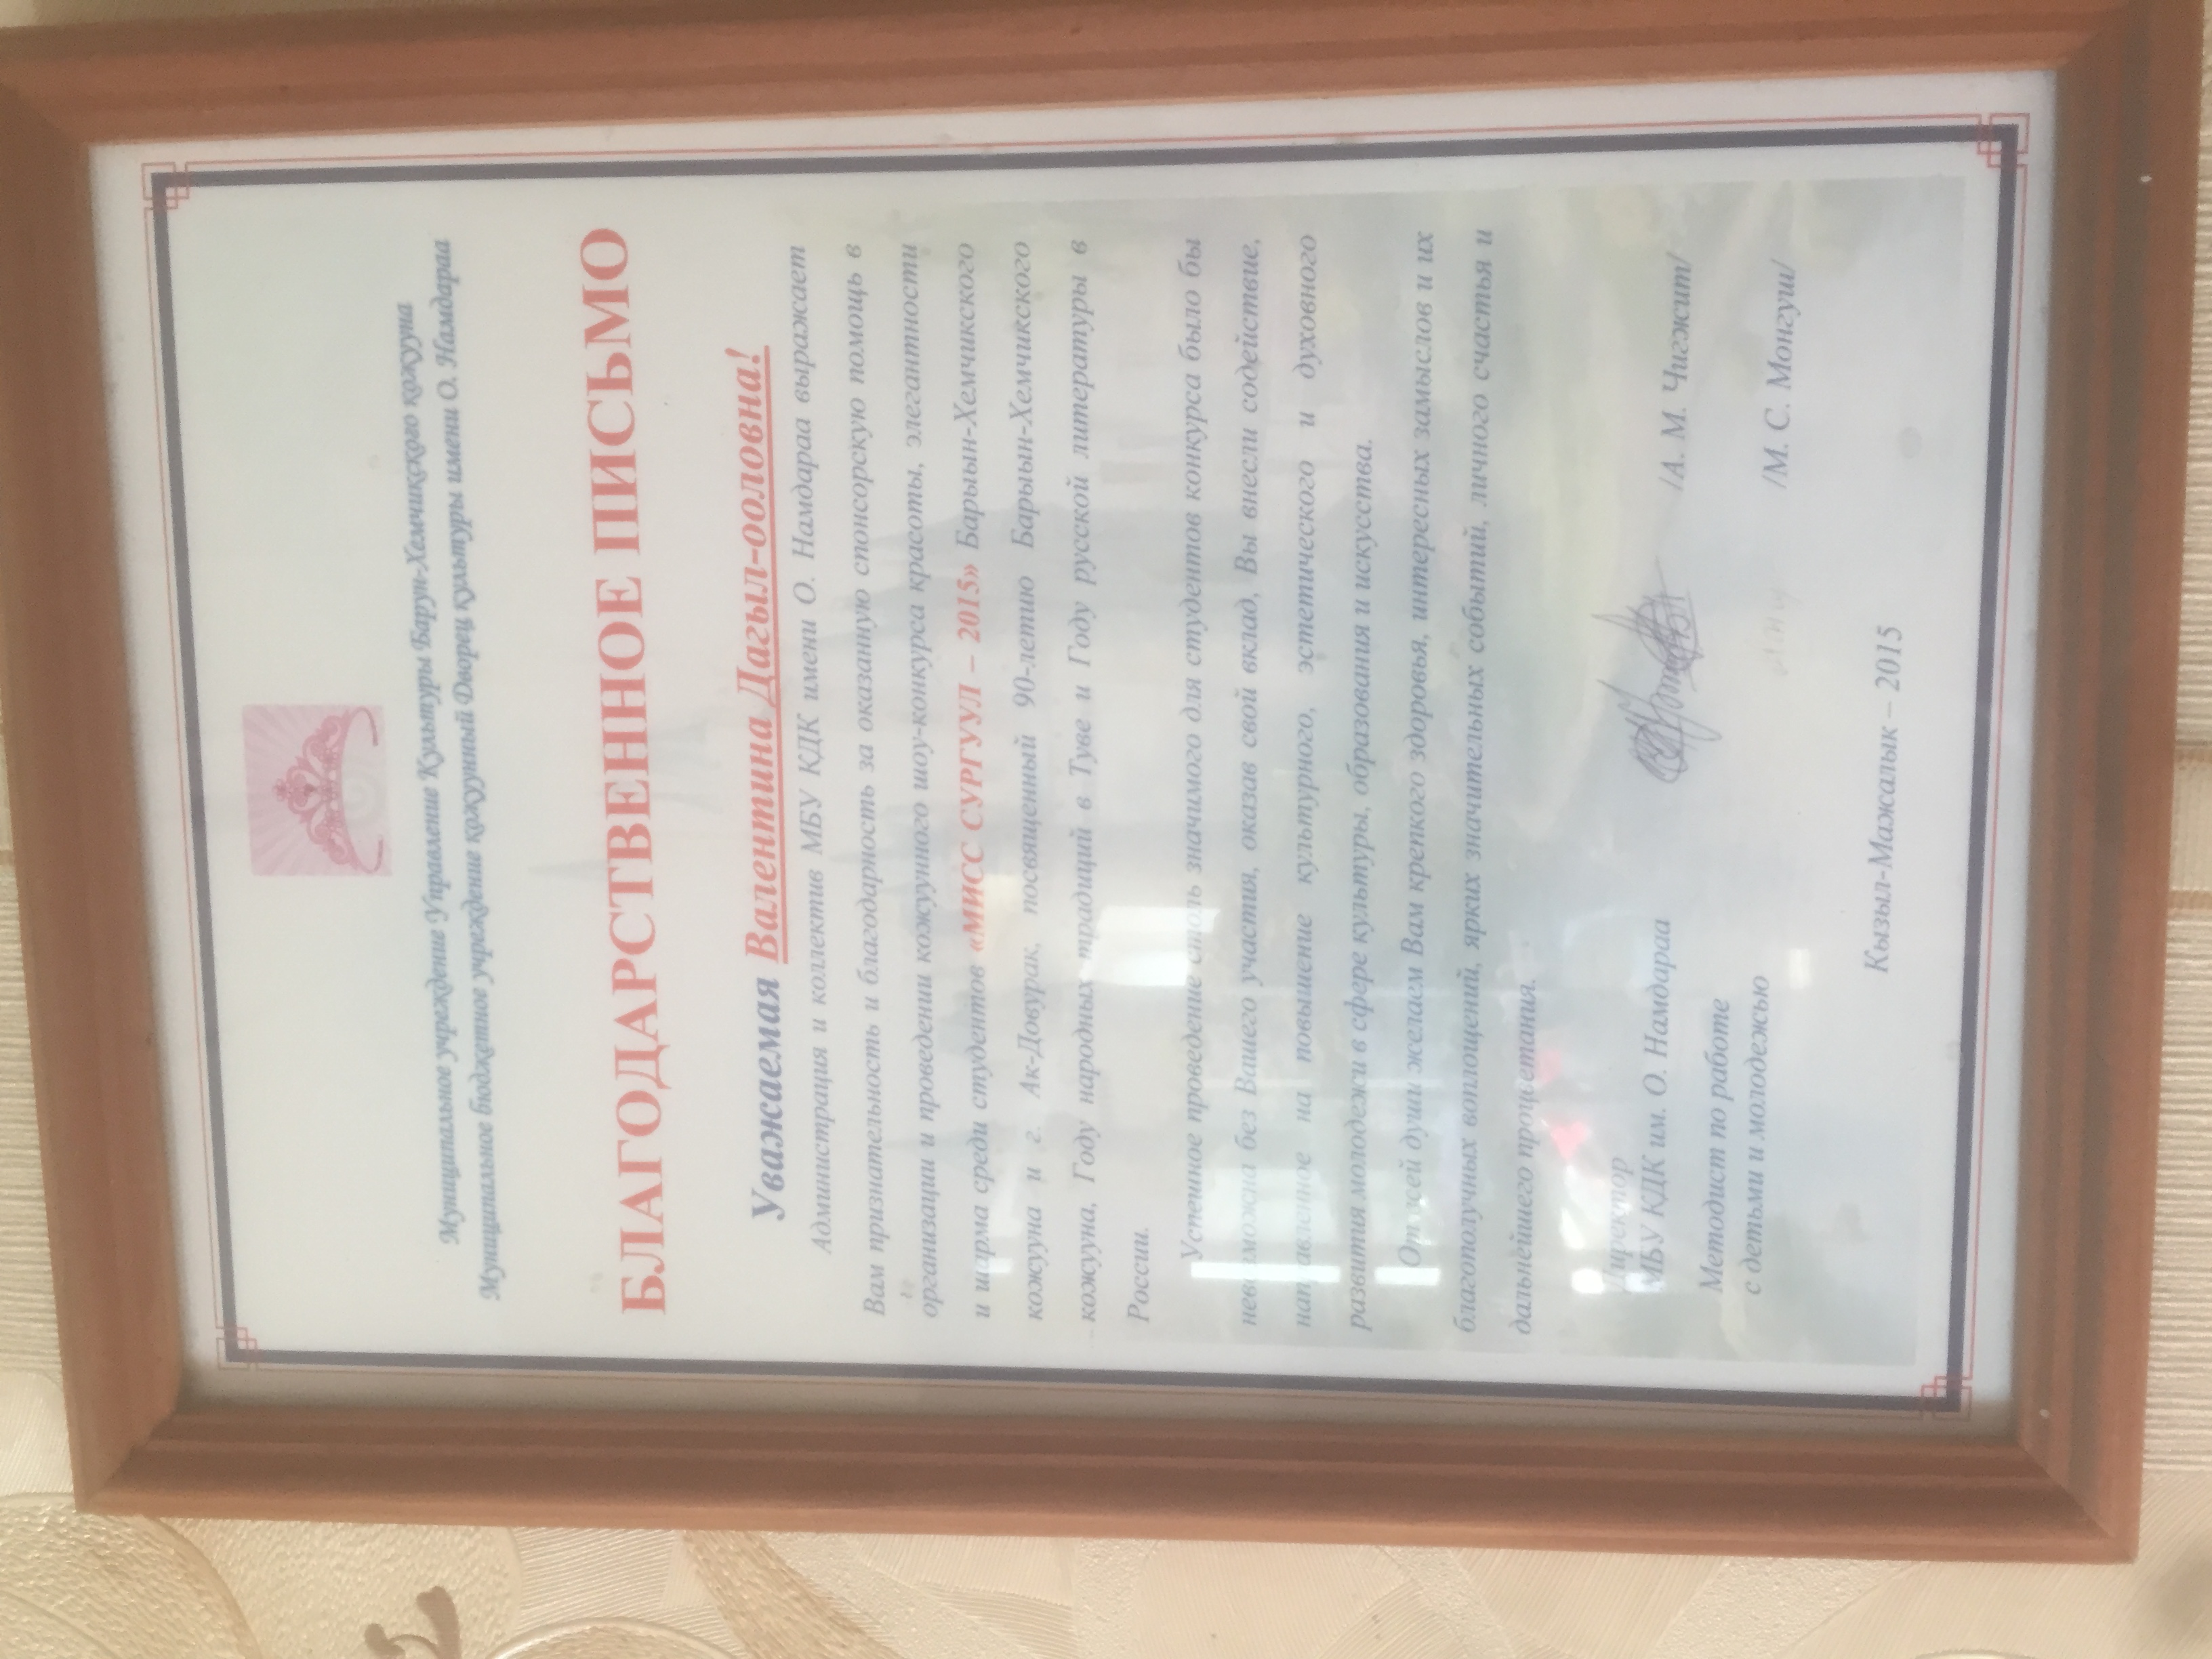 Муниципальное учреждение Управление Культуры Барун-Хемчикского кожууна
Муниципальное бюджетное учреждение кожуунный Дворец культуры имени О. Намдараа
БЛАГОДАРСТВЕННОЕ ПИСЬМО
Уважаемая Валентина Дагыл-ооловна!
Администрация и коллектив МБУ КДК имени О. Намдараа выражает
Вам признательность и благодарность за оказанную спонсорскую помощь в
организации и проведении кожуунного шоу-конкурса красоты, элегантности
и шарма среди студентов «МИСС СУРГУУЛ – 2015» Барыын-Хемчикского
кожууна и г. Ак-Довурак, посвященный 90-летию Барыын-Хемчикского
кожууна, Году народных традиций в Туве и Году русской литературы в
России.
Успешное проведение столь значимого для студентов конкурса было бы
невозможна без Вашего участия, оказав свой вклад, Вы внесли содействие,
направленное на повышение культурного, эстетического и духовного
развития молодежи в сфере культуры, образования и искусства.
От всей души желаем Вам крепкого здоровья, интересных замыслов и их
благополучных воплощений, ярких значительных событий, личного счастья и
дальнейшего процветания.
Директор
МБУ КДК им. О. Намдараа /А. М. Чигжит/
Методист по работе
с детьми и молодежью /М. С. Монгуш/
Кызыл-Мажалык – 2015